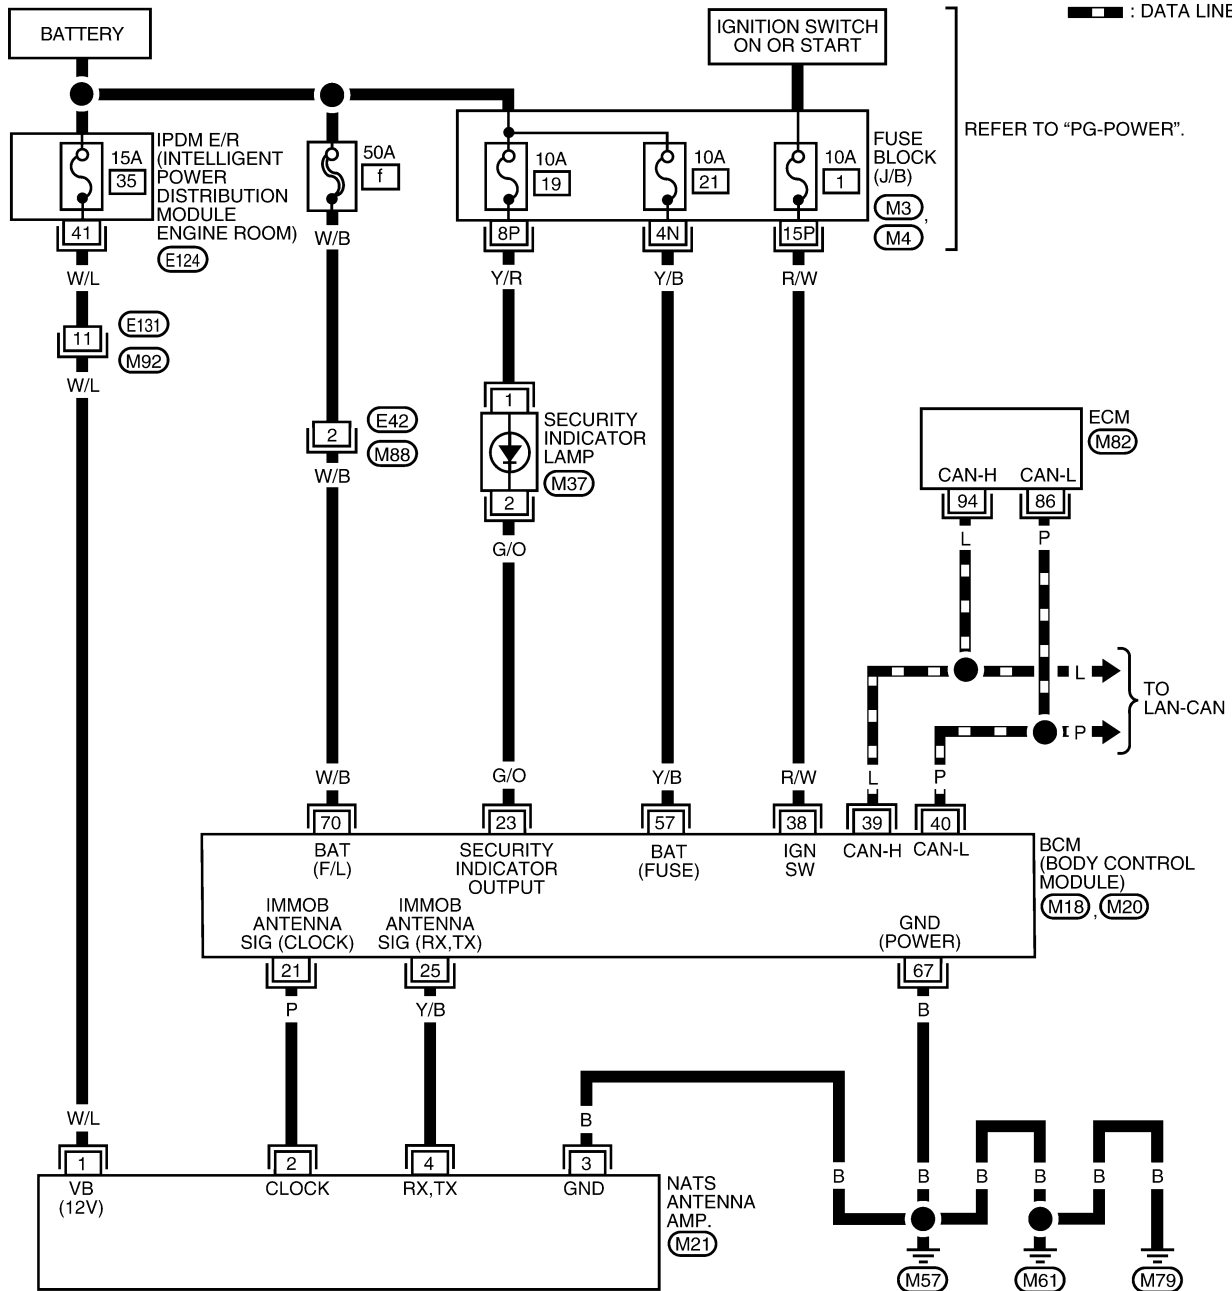 BATTERY
IGNITION SWITCH
ON OR START
: DATA LINE
REFER TO “PG-POWER”.
15A
35
IPDM E/R
(INTELLIGENT
POWER
DISTRIBUTION
MODULE
ENGINE ROOM)
E124
50A
f
10A
19
10A
21
10A
1
FUSE
BLOCK
(J/B)
M3 ,
M4
41
W/B
8P
4N
15P
W/L
Y/R
Y/B
R/W
11
E131
M92
W/L
2
E42
M88
W/B
1
SECURITY
INDICATOR
LAMP
M37
2
G/O
ECM
M82
CAN-H
CAN-L
94
86
L
P
L
P
TO
LAN-CAN
W/B
G/O
Y/B
R/W
L
P
70
23
57
38
39
40
BAT
(F/L)
SECURITY
INDICATOR
OUTPUT
BAT
(FUSE)
IGN
SW
CAN-H
CAN-L
BCM
(BODY CONTROL
MODULE)
M18 , M20
IMMOB
ANTENNA
SIG (CLOCK)
IMMOB
ANTENNA
SIG (RX,TX)
GND
(POWER)
21
25
67
P
Y/B
B
W/L
B
1
2
4
3
B
B
B
B
B
B
VB
(12V)
CLOCK
RX,TX
GND
NATS
ANTENNA
AMP.
M21
M57
M61
M79